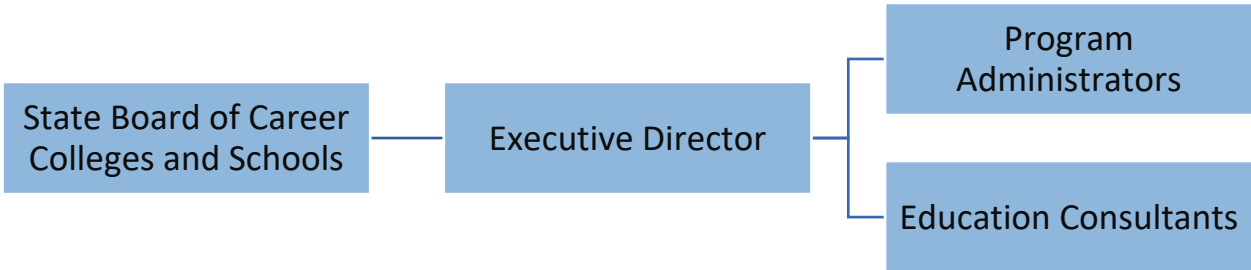 State Board of Career
Colleges and Schools
Executive Director
Program
Administrators
Education Consultants